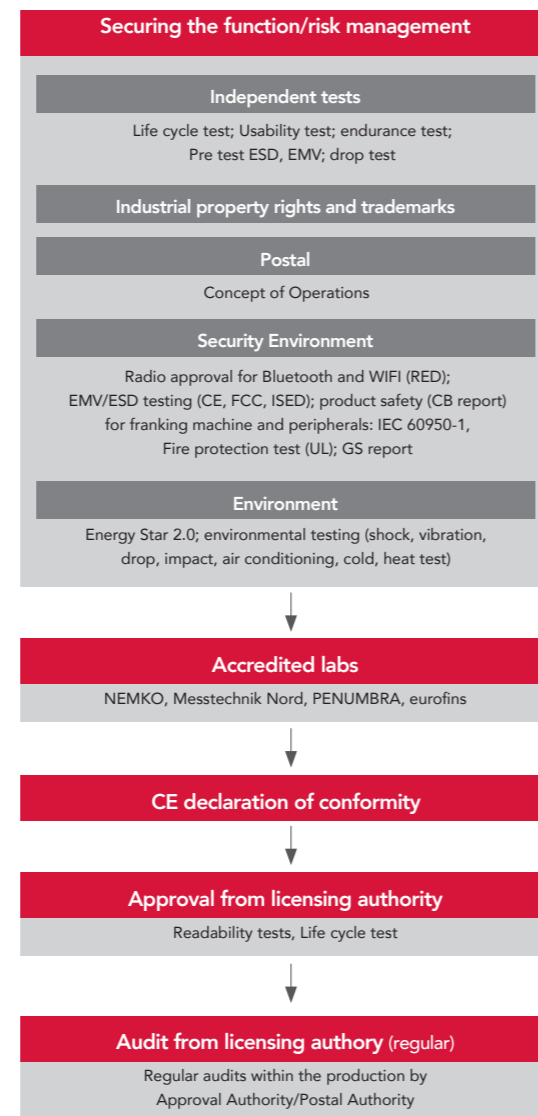 Securing the function/risk management
Independent tests
Life cycle test; Usability test; endurance test;
Pre test ESD, EMV; drop test
Industrial property rights and trademarks
Postal
Concept of Operations
Security Environment
Radio approval for Bluetooth and WIFI (RED);
EMV/ESD testing (CE, FCC, ISED); product safety (CB report)
for franking machine and peripherals: IEC 60950-1,
Fire protection test (UL); GS report
Environment
Energy Star 2.0; environmental testing (shock, vibration,
drop, impact, air conditioning, cold, heat test)
Accredited labs
NEMKO, Messtechnik Nord, PENUMBRA, eurofins
CE declaration of conformity
Approval from licensing authority
Readability tests, Life cycle test
Audit from licensing authory (regular)
Regular audits within the production by
Approval Authority/Postal Authority